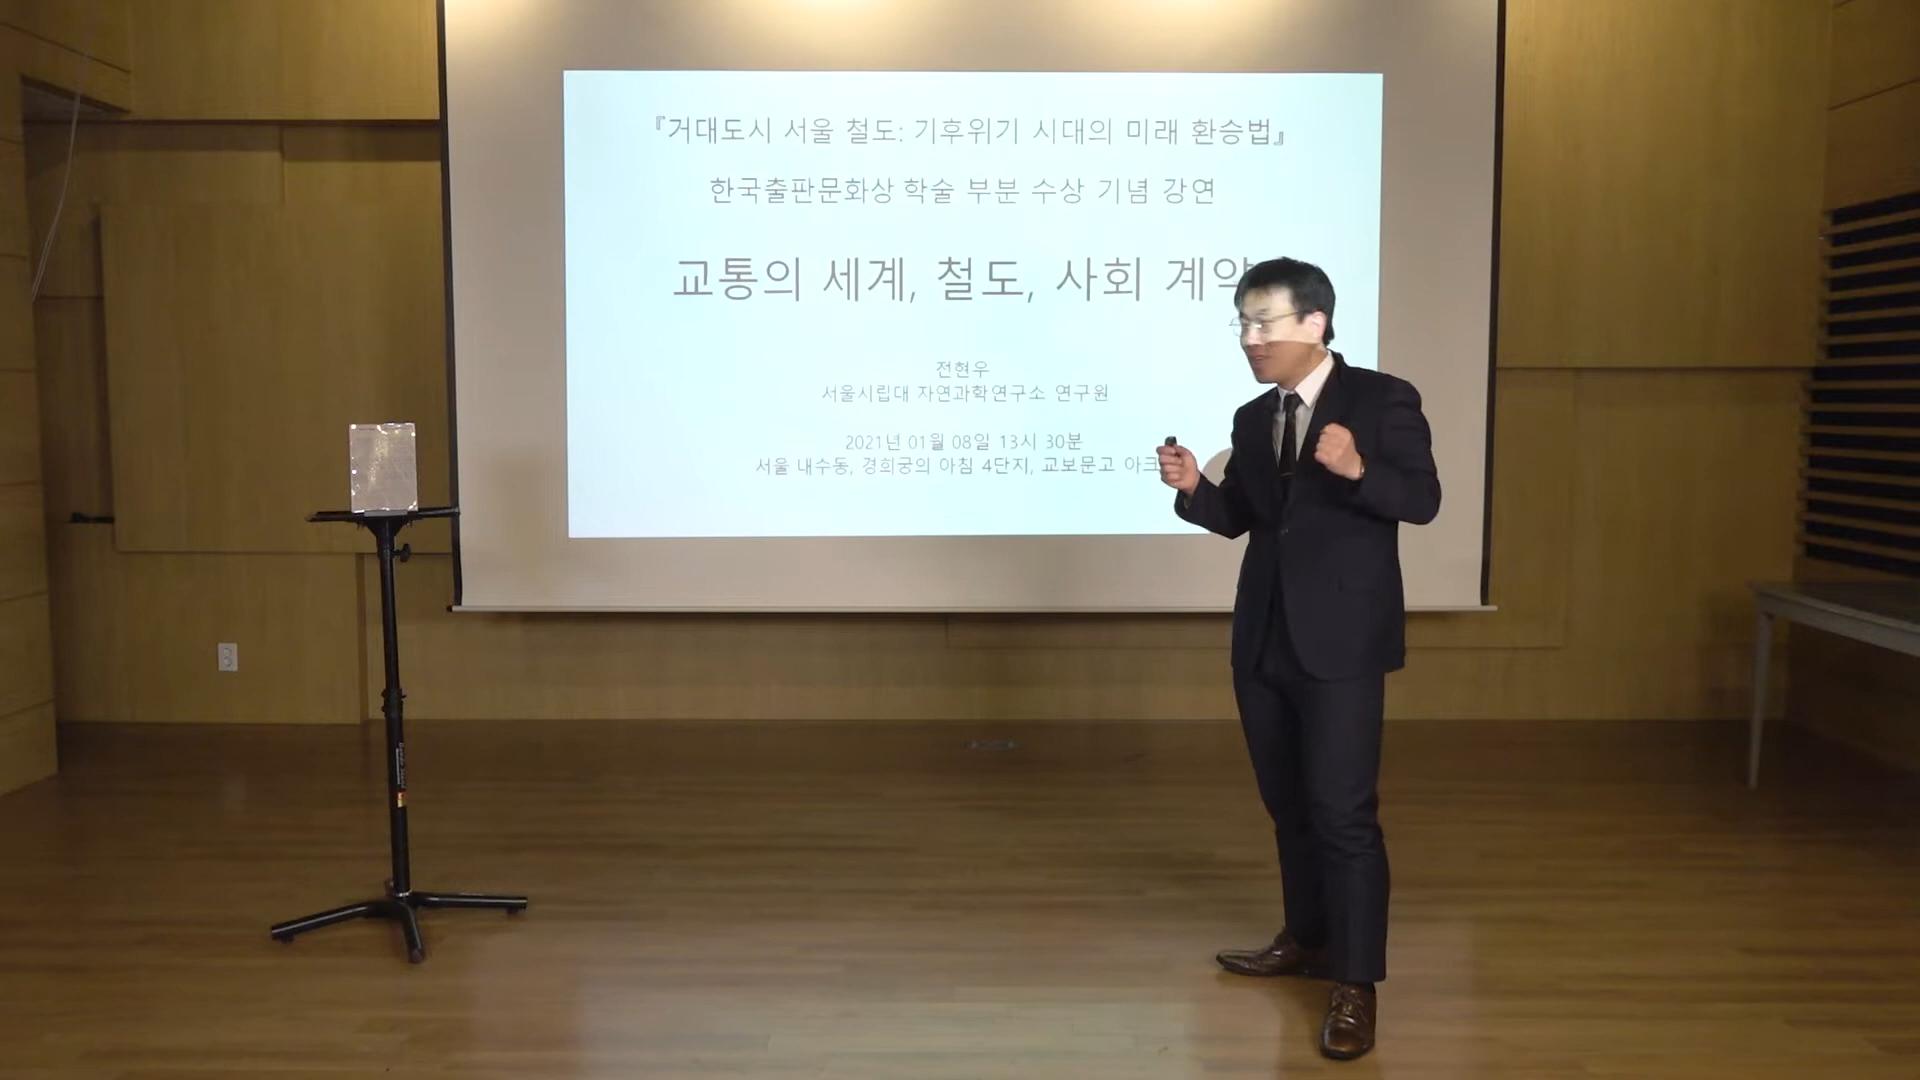 『거대도시 서울 철도: 기후위기 시대의 미래 환승법』
한국출판문화상 학술 부분 수상 기념 강연
교통의 세계, 철도, 사회 계약
전현우
서울시립대 자연과학연구소 연구원
2021년 01월 08일 13시 30분
서울 내수동, 경희궁의 아침 4단지, 교보문고 아크